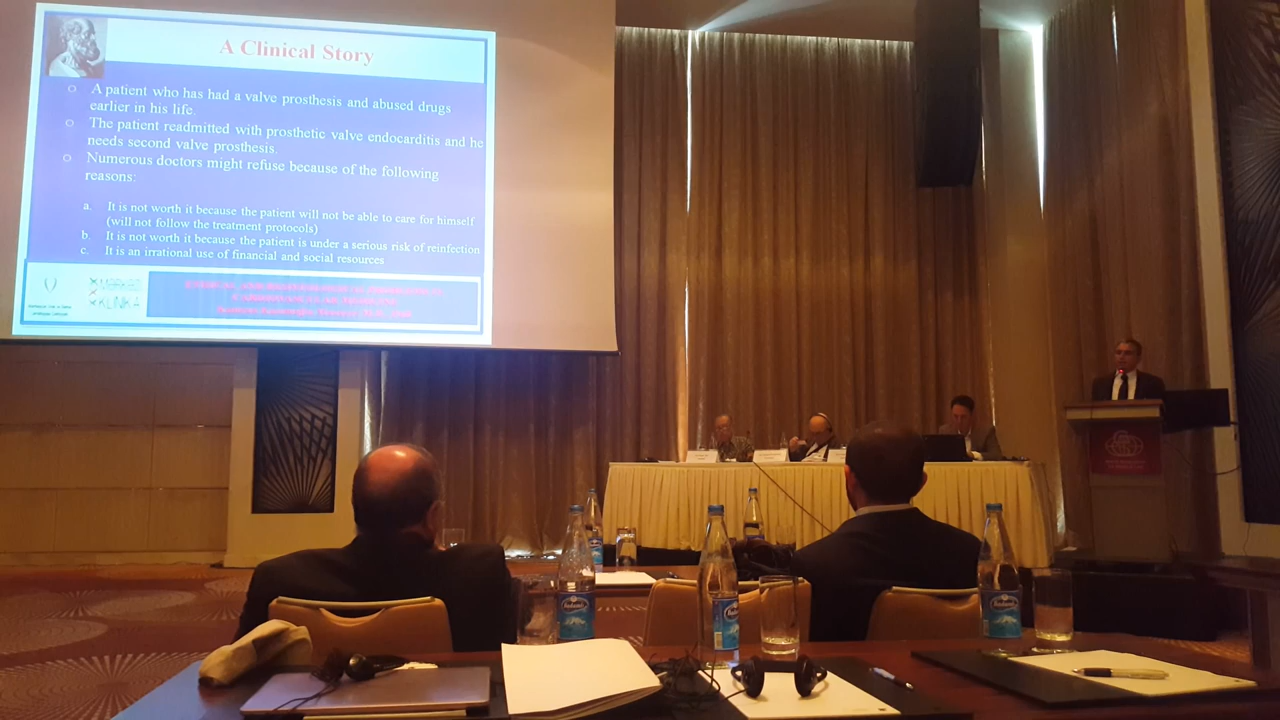 A Clinical Story
A patient who has had a valve prosthesis and abused drugs
earlier in his life.
The patient readmitted with prosthetic valve endocarditis and he
needs second valve prosthesis.
Numerous doctors might refuse because of the following
reasons:
a. It is not worth it because the patient will not be able to care for himself
(will not follow the treatment protocols)
b. It is not worth it because the patient is under a serious risk of reinfection
c. It is an irrational use of financial and social resources
KLINIKA